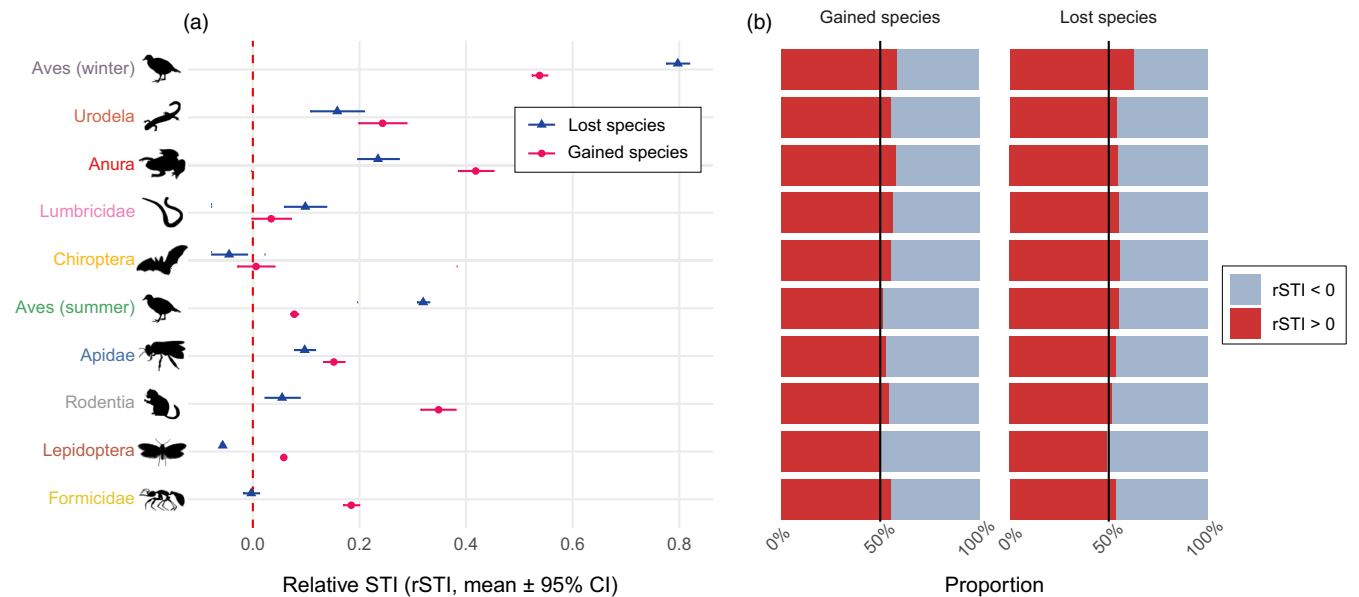 (a)
Aves (winter)
Urodela
Anura
Lumbricidae
Chiroptera
Aves (summer)
Apidae
Rodentia
Lepidoptera
Formicidae
Lost species
Gained species
0.0 0.2 0.4 0.6 0.8
Relative STI (rSTI, mean ± 95% CI)
(b)
Gained species Lost species
rSTI < 0
rSTI > 0
0% 50% 100% 0% 50% 100%
Proportion